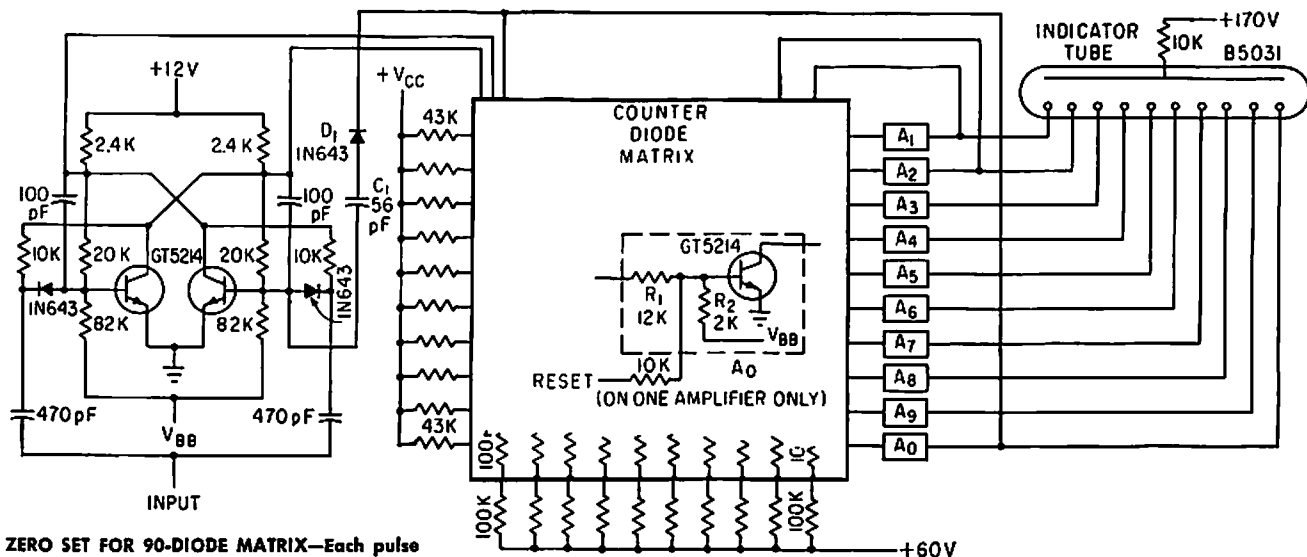 +170V
10K
INDICATOR
TUBE
B5031
+12V
+VCC
2.4K
2.4K
D1
1N643
C1
56
pF
100
pF
100
pF
10K
20K
GT5214
20K
10K
1N643
1N643
82K
82K
470pF
470pF
VBB
INPUT
43K
43K
COUNTER
DIODE
MATRIX
GT5214
R1
12K
R2
2K
VBB
A0
10K
RESET
(ON ONE AMPLIFIER ONLY)
A1
A2
A3
A4
A5
A6
A7
A8
A9
A0
100K
100K
+60V
ZERO SET FOR 90-DIODE MATRIX—Each pulse